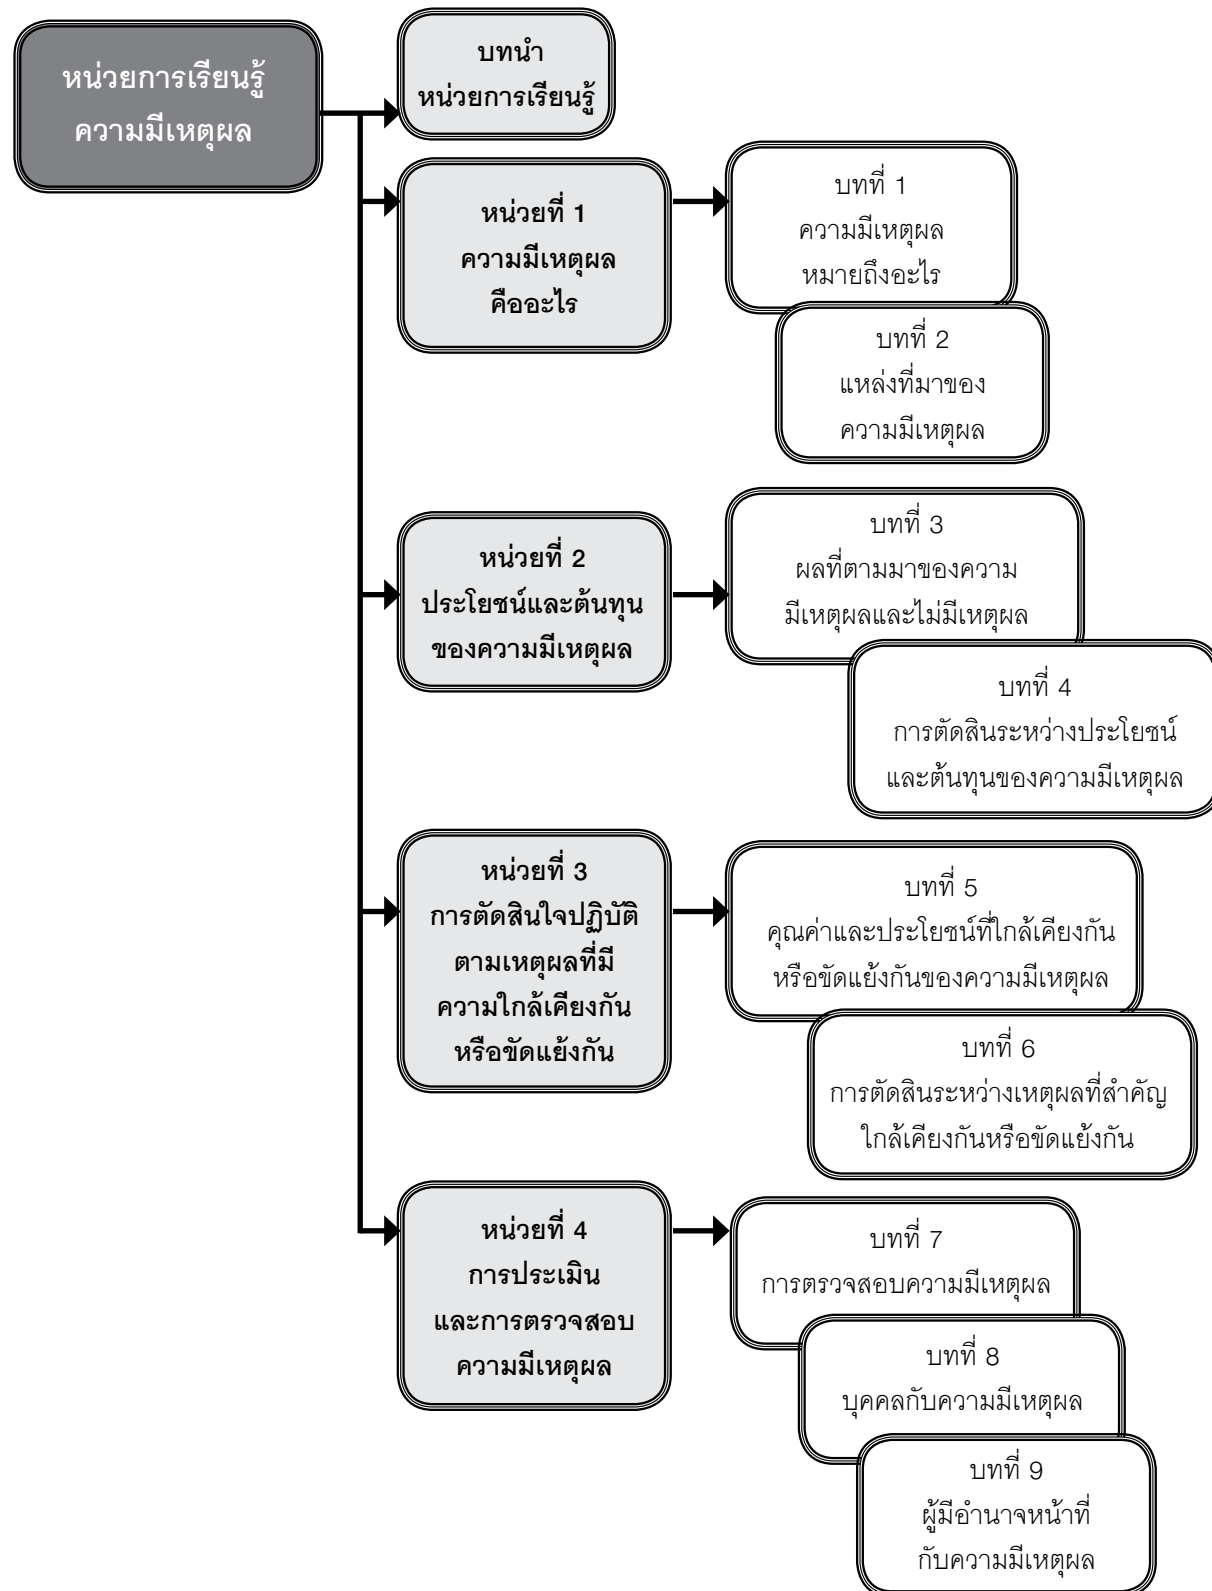 หน่วยการเรียนรู้
ความมีเหตุผล
บทนำ
หน่วยการเรียนรู้
หน่วยที่ 1
ความมีเหตุผล
คืออะไร
บทที่ 1
ความมีเหตุผล
หมายถึงอะไร
บทที่ 2
แหล่งที่มาของ
ความมีเหตุผล
หน่วยที่ 2
ประโยชน์และต้นทุน
ของความมีเหตุผล
บทที่ 3
ผลที่ตามมาของความ
มีเหตุผลและไม่มีเหตุผล
บทที่ 4
การตัดสินระหว่างประโยชน์
และต้นทุนของความมีเหตุผล
หน่วยที่ 3
การตัดสินใจปฏิบัติ
ตามเหตุผลที่มี
ความใกล้เคียงกัน
หรือขัดแย้งกัน
บทที่ 5
คุณค่าและประโยชน์ที่ใกล้เคียงกัน
หรือขัดแย้งกันของความมีเหตุผล
บทที่ 6
การตัดสินระหว่างเหตุผลที่สำคัญ
ใกล้เคียงกันหรือขัดแย้งกัน
หน่วยที่ 4
การประเมิน
และการตรวจสอบ
ความมีเหตุผล
บทที่ 7
การตรวจสอบความมีเหตุผล
บทที่ 8
บุคคลกับความมีเหตุผล
บทที่ 9
ผู้มีอำนาจหน้าที่
กับความมีเหตุผล